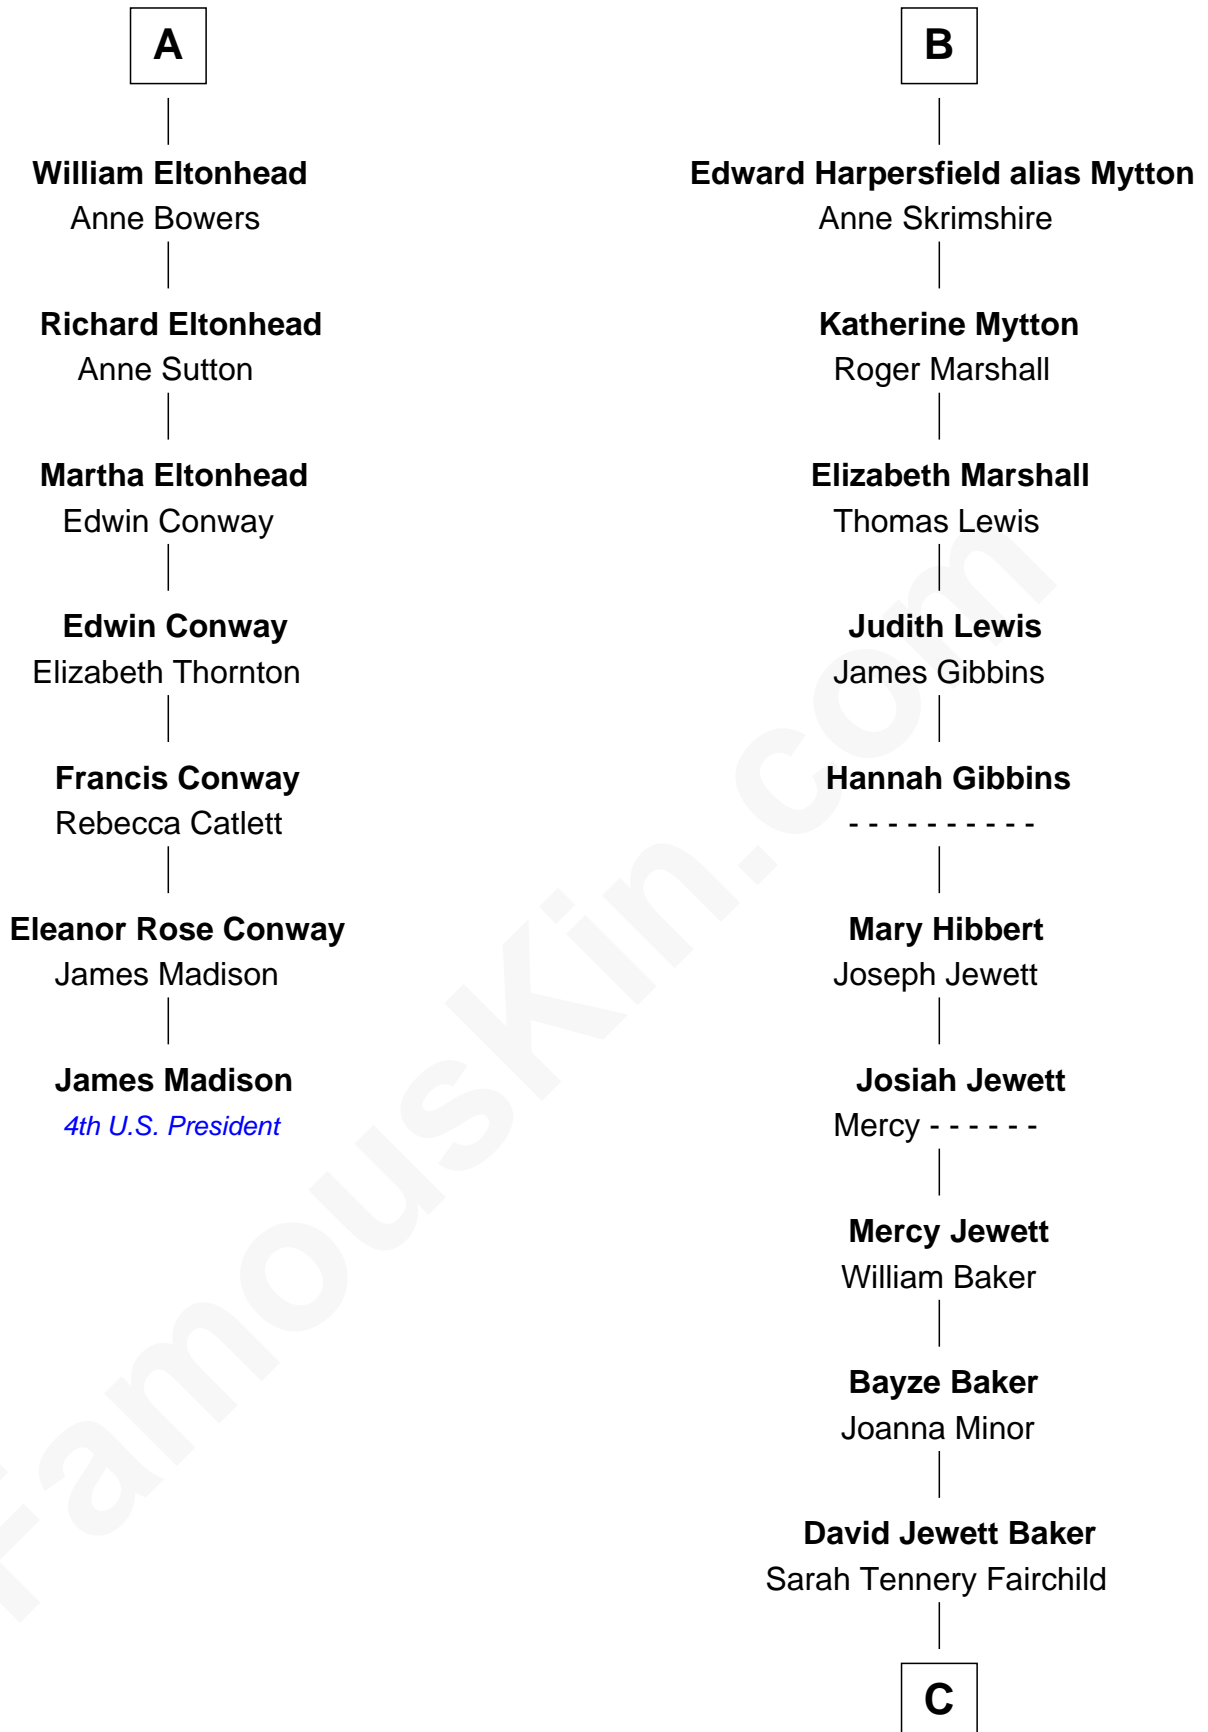 A
William Eltonhead
Anne Bowers
Richard Eltonhead
Anne Sutton
Martha Eltonhead
Edwin Conway
Edwin Conway
Elizabeth Thornton
Francis Conway
Rebecca Catlett
Eleanor Rose Conway
James Madison
James Madison
4th U.S. President
B
Edward Harpersfield alias Mytton
Anne Skrimshire
Katherine Mytton
Roger Marshall
Elizabeth Marshall
Thomas Lewis
Judith Lewis
James Gibbins
Hannah Gibbins
- - - - - - - - - -
Mary Hibbert
Joseph Jewett
Josiah Jewett
Mercy - - - - - -
Mercy Jewett
William Baker
Bayze Baker
Joanna Minor
David Jewett Baker
Sarah Tennery Fairchild
C
FamousKin.com